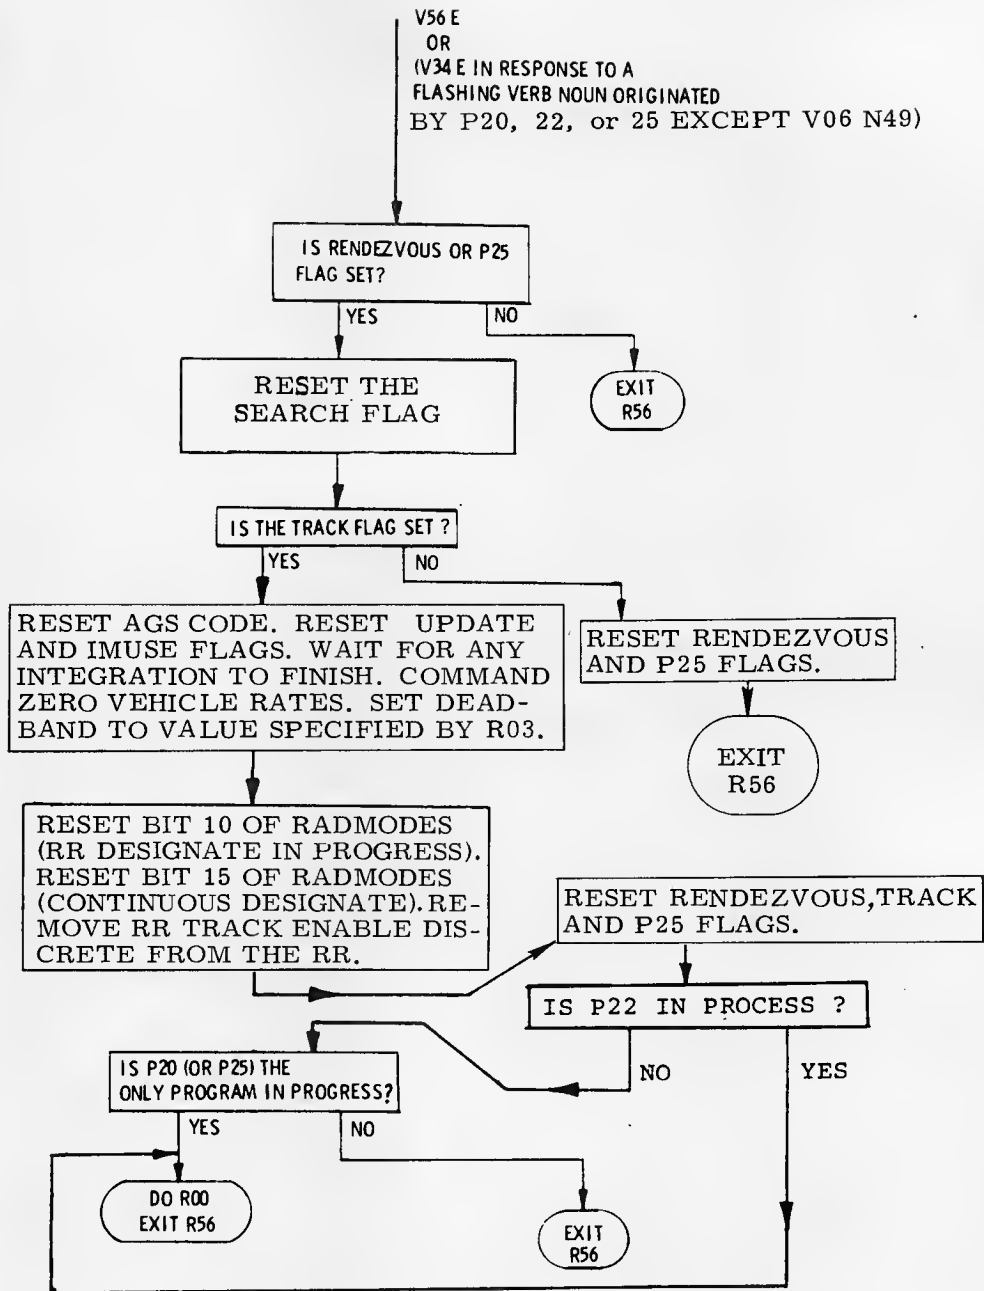 V56 E
OR
(V34 E IN RESPONSE TO A
FLASHING VERB NOUN ORIGINATED
BY P20, 22, or 25 EXCEPT V06 N49)
IS RENDEZVOUS OR P25
FLAG SET?
YES
NO
RESET THE
SEARCH FLAG
EXIT
R56
IS THE TRACK FLAG SET ?
YES
NO
RESET AGS CODE. RESET UPDATE
AND IMUSE FLAGS. WAIT FOR ANY
INTEGRATION TO FINISH. COMMAND
ZERO VEHICLE RATES. SET DEAD-
BAND TO VALUE SPECIFIED BY R03.
RESET RENDEZVOUS
AND P25 FLAGS.
EXIT
R56
RESET BIT 10 OF RADMODES
(RR DESIGNATE IN PROGRESS).
RESET BIT 15 OF RADMODES
(CONTINUOUS DESIGNATE). RE-
MOVE RR TRACK ENABLE DIS-
CRETE FROM THE RR.
RESET RENDEZVOUS, TRACK
AND P25 FLAGS.
IS P22 IN PROCESS ?
NO
YES
IS P20 (OR P25) THE
ONLY PROGRAM IN PROGRESS?
YES
NO
DO R00
EXIT R56
EXIT
R56